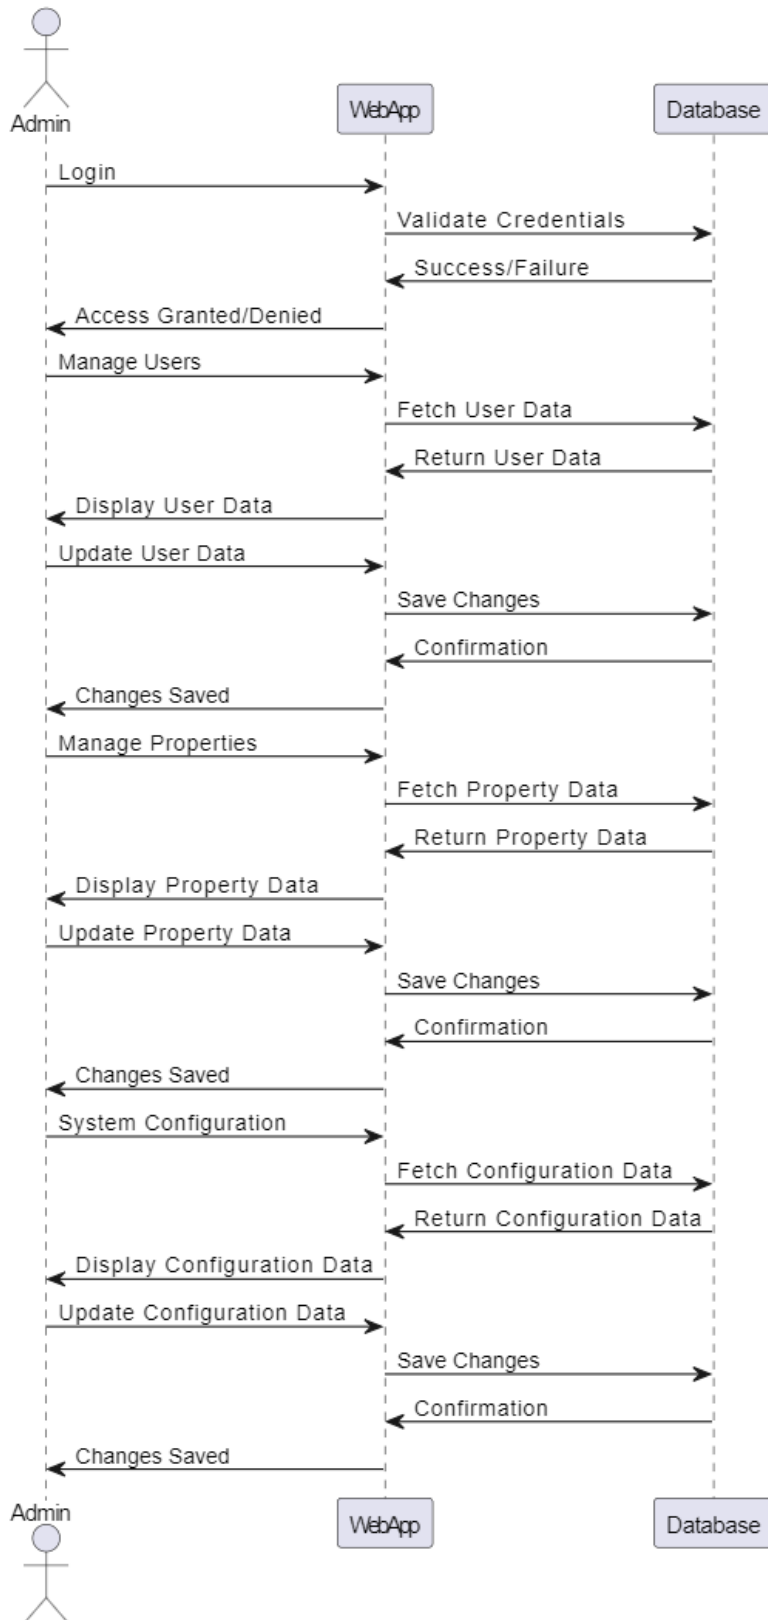 Admin
WebApp
Database
Login
Validate Credentials
Success/Failure
Access Granted/Denied
Manage Users
Fetch User Data
Return User Data
Display User Data
Update User Data
Save Changes
Confirmation
Changes Saved
Manage Properties
Fetch Property Data
Return Property Data
Display Property Data
Update Property Data
Save Changes
Confirmation
Changes Saved
System Configuration
Fetch Configuration Data
Return Configuration Data
Display Configuration Data
Update Configuration Data
Save Changes
Confirmation
Changes Saved
Admin
WebApp
Database